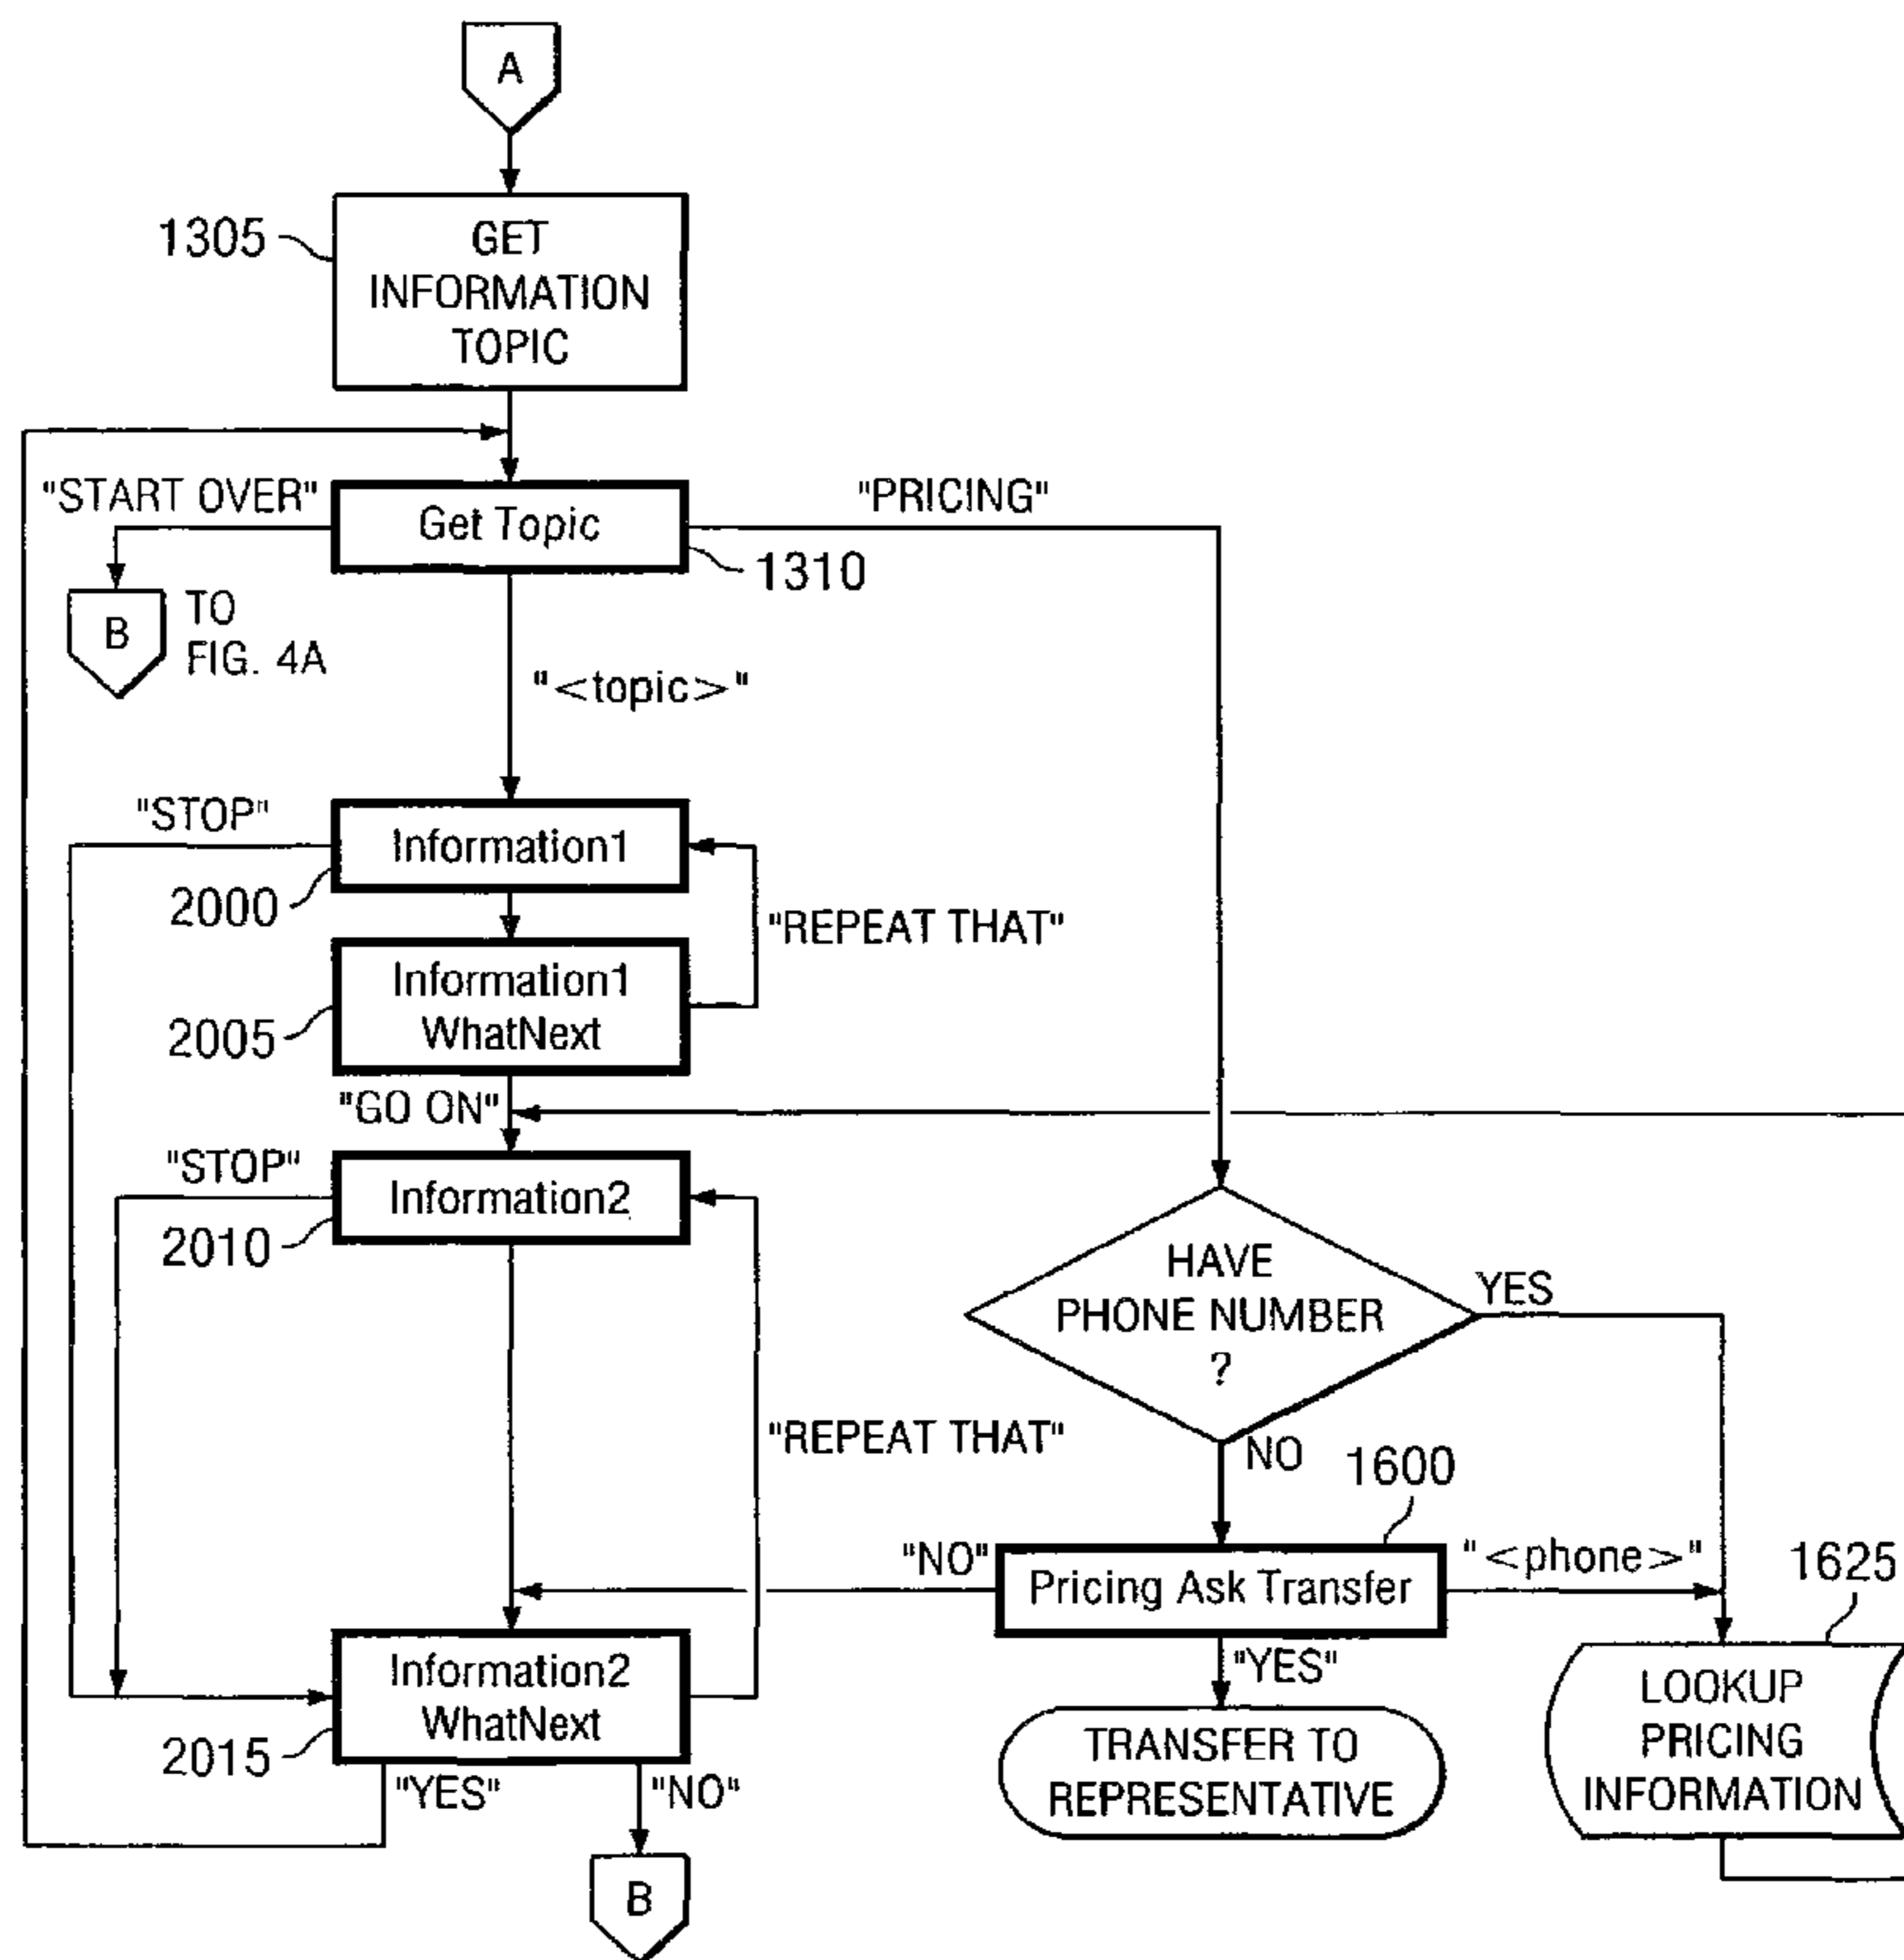 A
1305
GET
INFORMATION
TOPIC
"START OVER"
Get Topic
"PRICING"
1310
B
TO
FIG. 4A
"<topic>"
"STOP"
Information1
2000
"REPEAT THAT"
Information1
WhatNext
2005
"GO ON"
"STOP"
Information2
2010
HAVE
PHONE NUMBER
?
YES
"REPEAT THAT"
NO
1600
"NO"
Pricing Ask Transfer
"<phone>"
1625
Information2
WhatNext
2015
"YES"
TRANSFER TO
REPRESENTATIVE
LOOKUP
PRICING
INFORMATION
"YES"
"NO"
B